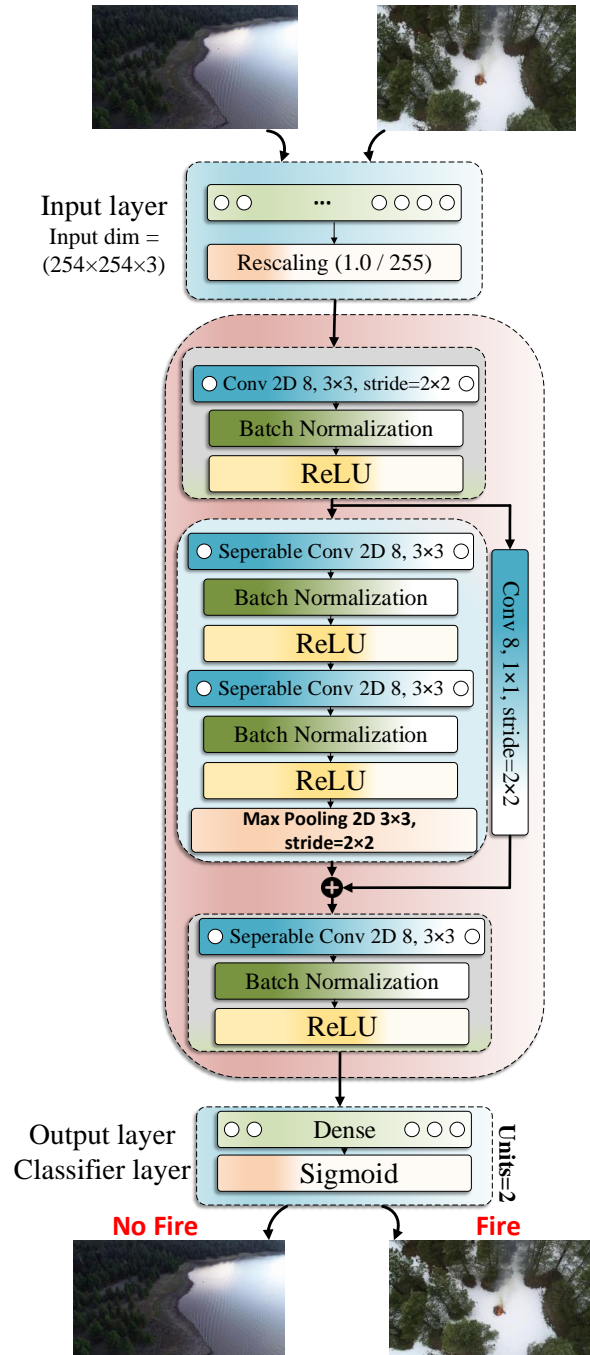 Input layer
Input dim =
(254×254×3)
...
Rescaling (1.0 / 255)
Conv 2D 8, 3×3, stride=2×2
Batch Normalization
ReLU
Seperable Conv 2D 8, 3×3
Batch Normalization
ReLU
Seperable Conv 2D 8, 3×3
Batch Normalization
ReLU
Max Pooling 2D 3×3,
stride=2×2
Conv 8, 1×1, stride=2×2
Seperable Conv 2D 8, 3×3
Batch Normalization
ReLU
Output layer
Classifier layer
Dense
Sigmoid
Units=2
No Fire
Fire